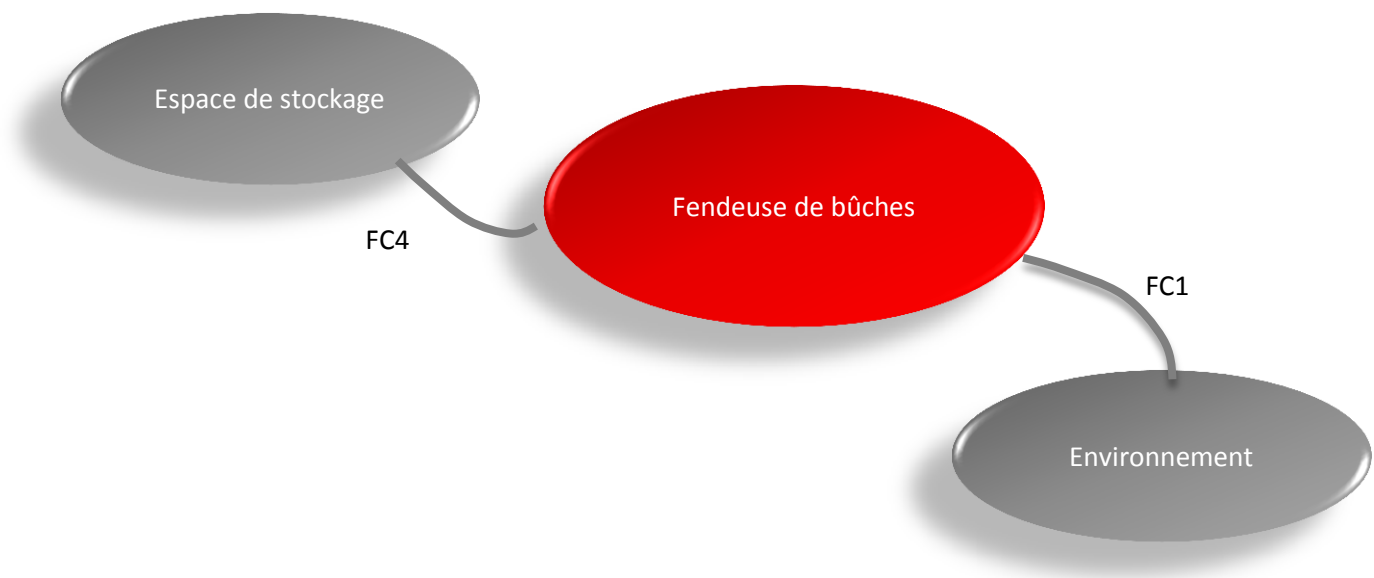 Espace de stockage
Fendeuse de bûches
FC4
FC1
Environnement